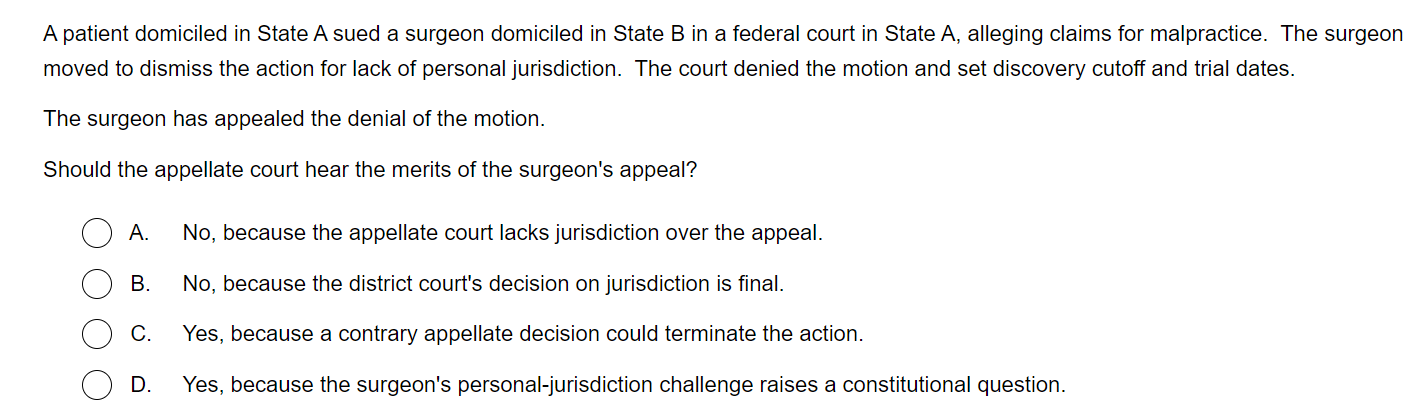 A patient domiciled in State A sued a surgeon domiciled in State B in a federal court in State A, alleging claims for malpractice. The surgeon
moved to dismiss the action for lack of personal jurisdiction. The court denied the motion and set discovery cutoff and trial dates.
The surgeon has appealed the denial of the motion.
Should the appellate court hear the merits of the surgeon's appeal?
A. No, because the appellate court lacks jurisdiction over the appeal.
B. No, because the district court's decision on jurisdiction is final.
C. Yes, because a contrary appellate decision could terminate the action.
D. Yes, because the surgeon's personal-jurisdiction challenge raises a constitutional question.